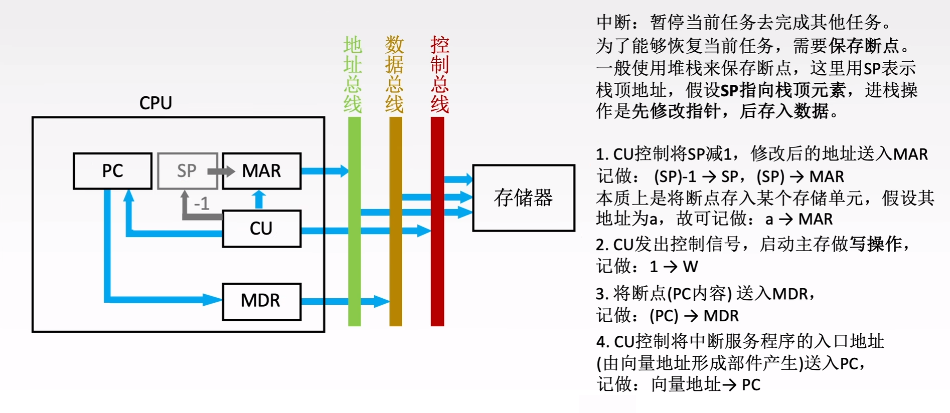 CPU
PC
SP
MAR
-1
CU
MDR
地址总线
数据总线
控制总线
存储器
中断：暂停当前任务去完成其他任务。
为了能够恢复当前任务，需要保存断点。
一般使用堆栈来保存断点，这里用SP表示
栈顶地址，假设SP指向栈顶元素，进栈操
作是先修改指针，后存入数据。
1. CU控制将SP减1，修改后的地址送入MAR
记做： (SP)-1 → SP，(SP) → MAR
本质上是将断点存入某个存储单元，假设其
地址为a，故可记做：a → MAR
2. CU发出控制信号，启动主存做写操作，
记做：1 → W
3. 将断点(PC内容) 送入MDR，
记做：(PC) → MDR
4. CU控制将中断服务程序的入口地址
(由向量地址形成部件产生)送入PC，
记做：向量地址→ PC